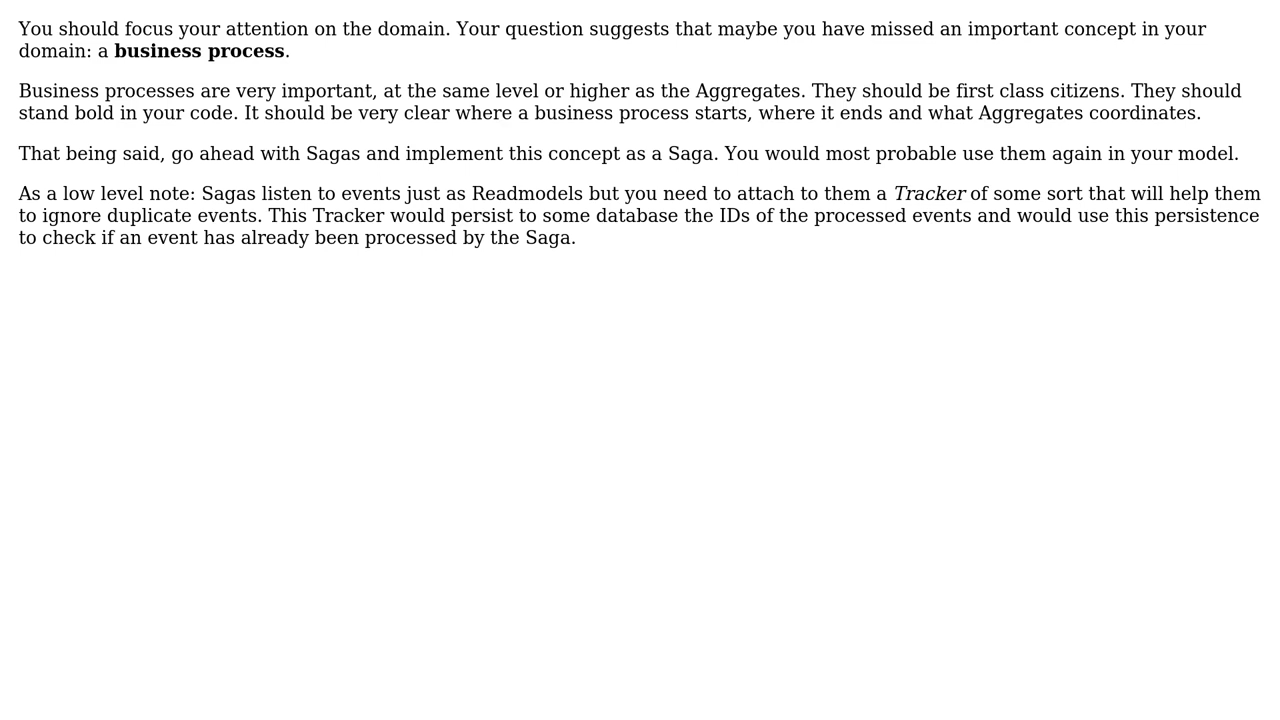 You should focus your attention on the domain. Your question suggests that maybe you have missed an important concept in your
domain: a business process.
Business processes are very important, at the same level or higher as the Aggregates. They should be first class citizens. They should
stand bold in your code. It should be very clear where a business process starts, where it ends and what Aggregates coordinates.
That being said, go ahead with Sagas and implement this concept as a Saga. You would most probable use them again in your model.
As a low level note: Sagas listen to events just as Readmodels but you need to attach to them a Tracker of some sort that will help them
to ignore duplicate events. This Tracker would persist to some database the IDs of the processed events and would use this persistence
to check if an event has already been processed by the Saga.